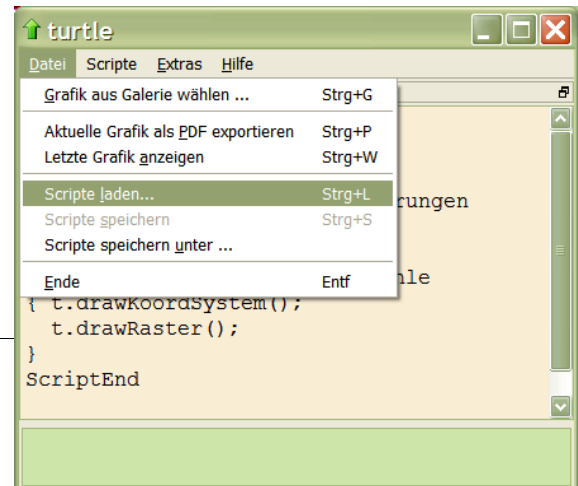 turtle
Datei Scripte Extras Hilfe
Grafik aus Galerie wählen ... Strg+G
Aktuelle Grafik als PDF exportieren Strg+P
Letzte Grafik anzeigen Strg+W
Scripte laden... Strg+L
rungen
Scripte speichern Strg+S
Scripte speichern unter ...
hle
Ende Entf
{ t.drawKoordSystem();
t.drawRaster();
}
ScriptEnd